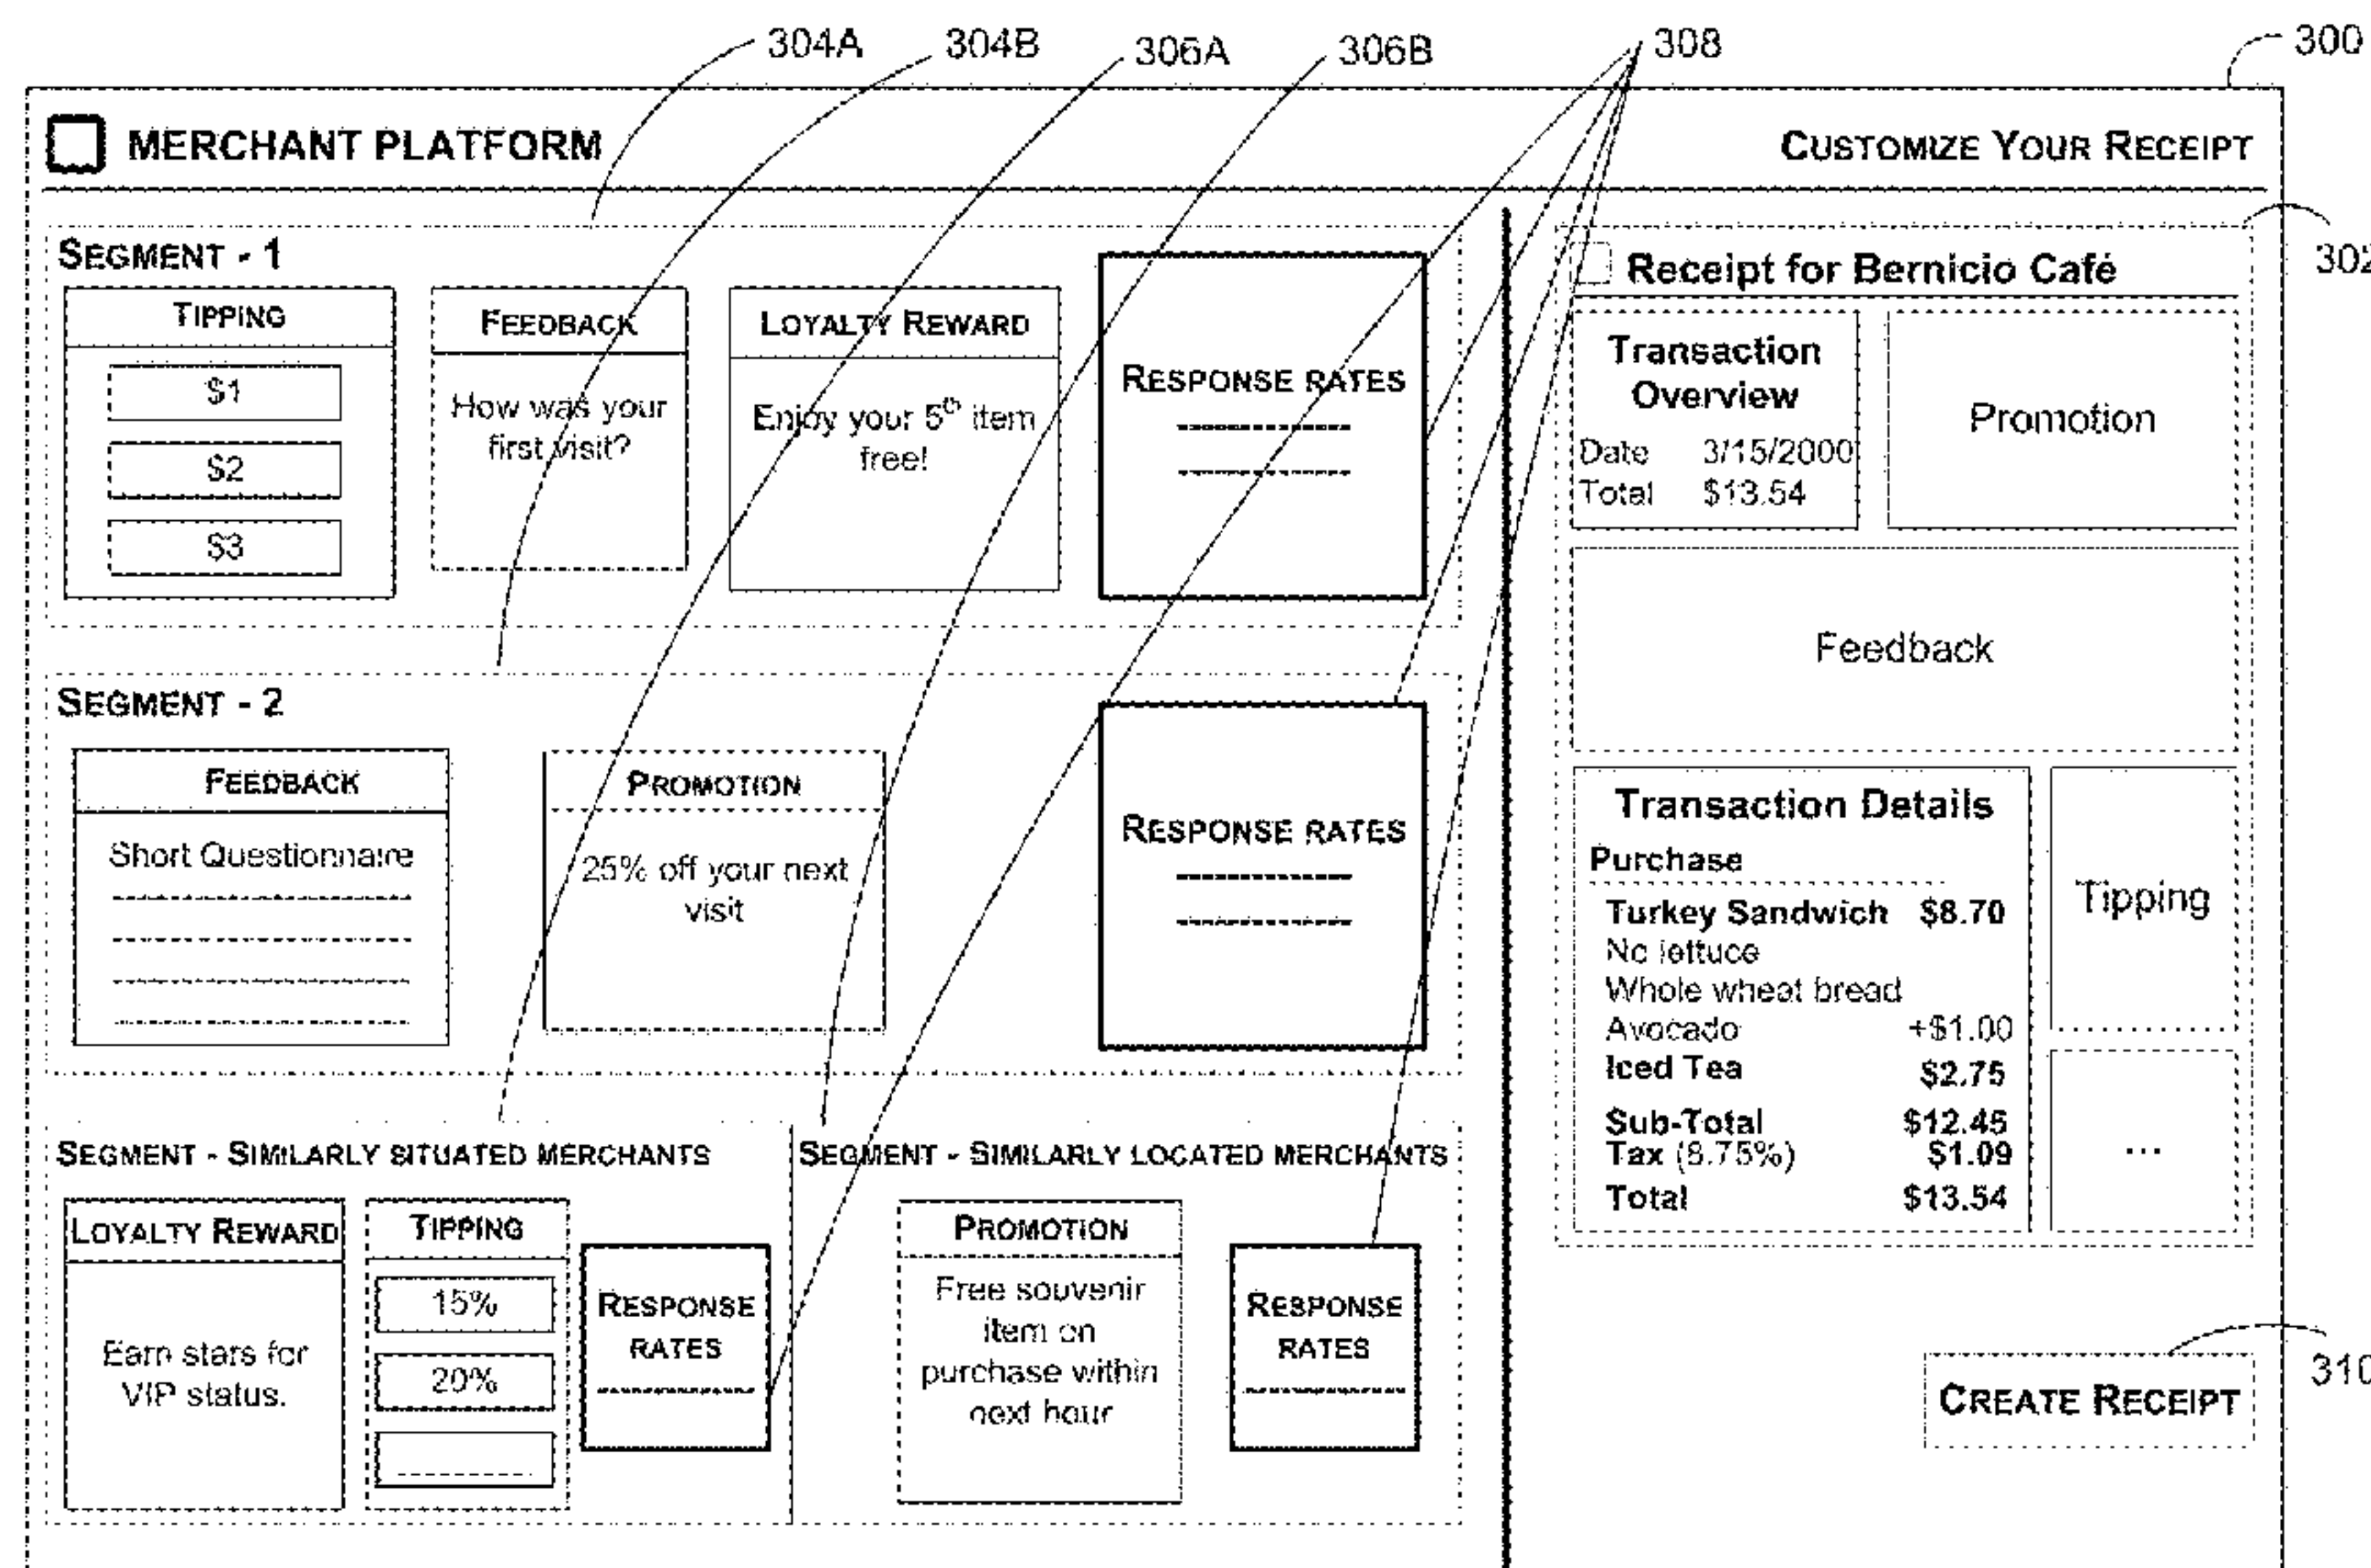 304A 304B 306A 306B 308 300
MERCHANT PLATFORM
CUSTOMIZE YOUR RECEIPT
302
SEGMENT - 1
TIPPING
$1
$2
$3
FEEDBACK
How was your
first visit?
LOYALTY REWARD
Enjoy your 5th item
free!
RESPONSE RATES
SEGMENT - 2
FEEDBACK
Short Questionnaire
PROMOTION
25% off your next
visit
RESPONSE RATES
SEGMENT - SIMILARLY SITUATED MERCHANTS
LOYALTY REWARD
Earn stars for
VIP status.
TIPPING
15%
20%
RESPONSE
RATES
SEGMENT - SIMILARLY LOCATED MERCHANTS
PROMOTION
Free souvenir
item on
purchase within
next hour
RESPONSE
RATES
Receipt for Bernicio Café
Transaction
Overview
Date 3/15/2000
Total $13.54
Promotion
Feedback
Transaction Details
Purchase
Turkey Sandwich $8.70
No lettuce
Whole wheat bread
Avocado +$1.00
Iced Tea $2.75
Sub-Total $12.45
Tax (8.75%) $1.09
Total $13.54
Tipping
...
310
CREATE RECEIPT